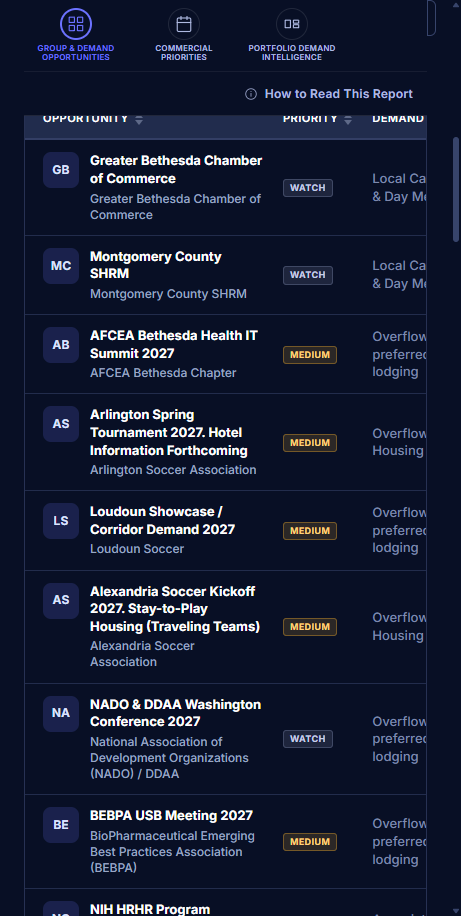 GROUP & DEMAND
OPPORTUNITIES
COMMERCIAL
PRIORITIES
PORTFOLIO DEMAND
INTELLIGENCE
How to Read This Report
OPPORTUNITY
PRIORITY
DEMAND
GB
Greater Bethesda Chamber
of Commerce
Greater Bethesda Chamber of
Commerce
WATCH
Local Ca
& Day Me
MC
Montgomery County
SHRM
Montgomery County SHRM
WATCH
Local Ca
& Day Me
AB
AFCEA Bethesda Health IT
Summit 2027
AFCEA Bethesda Chapter
MEDIUM
Overflow
preferred
lodging
AS
Arlington Spring
Tournament 2027. Hotel
Information Forthcoming
Arlington Soccer Association
MEDIUM
Overflow
Housing
LS
Loudoun Showcase /
Corridor Demand 2027
Loudoun Soccer
MEDIUM
Overflow
preferred
lodging
AS
Alexandria Soccer Kickoff
2027. Stay-to-Play
Housing (Traveling Teams)
Alexandria Soccer
Association
MEDIUM
Overflow
Housing
NA
NADO & DDAA Washington
Conference 2027
National Association of
Development Organizations
(NADO) / DDAA
WATCH
Overflow
preferred
lodging
BE
BEBPA USB Meeting 2027
BioPharmaceutical Emerging
Best Practices Association
(BEBPA)
MEDIUM
Overflow
preferred
lodging
NIH HRHR Program